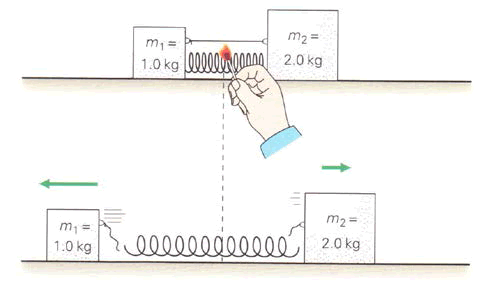 m₁ =
1.0 kg
m₂ =
2.0 kg
m₁ =
1.0 kg
m₂ =
2.0 kg